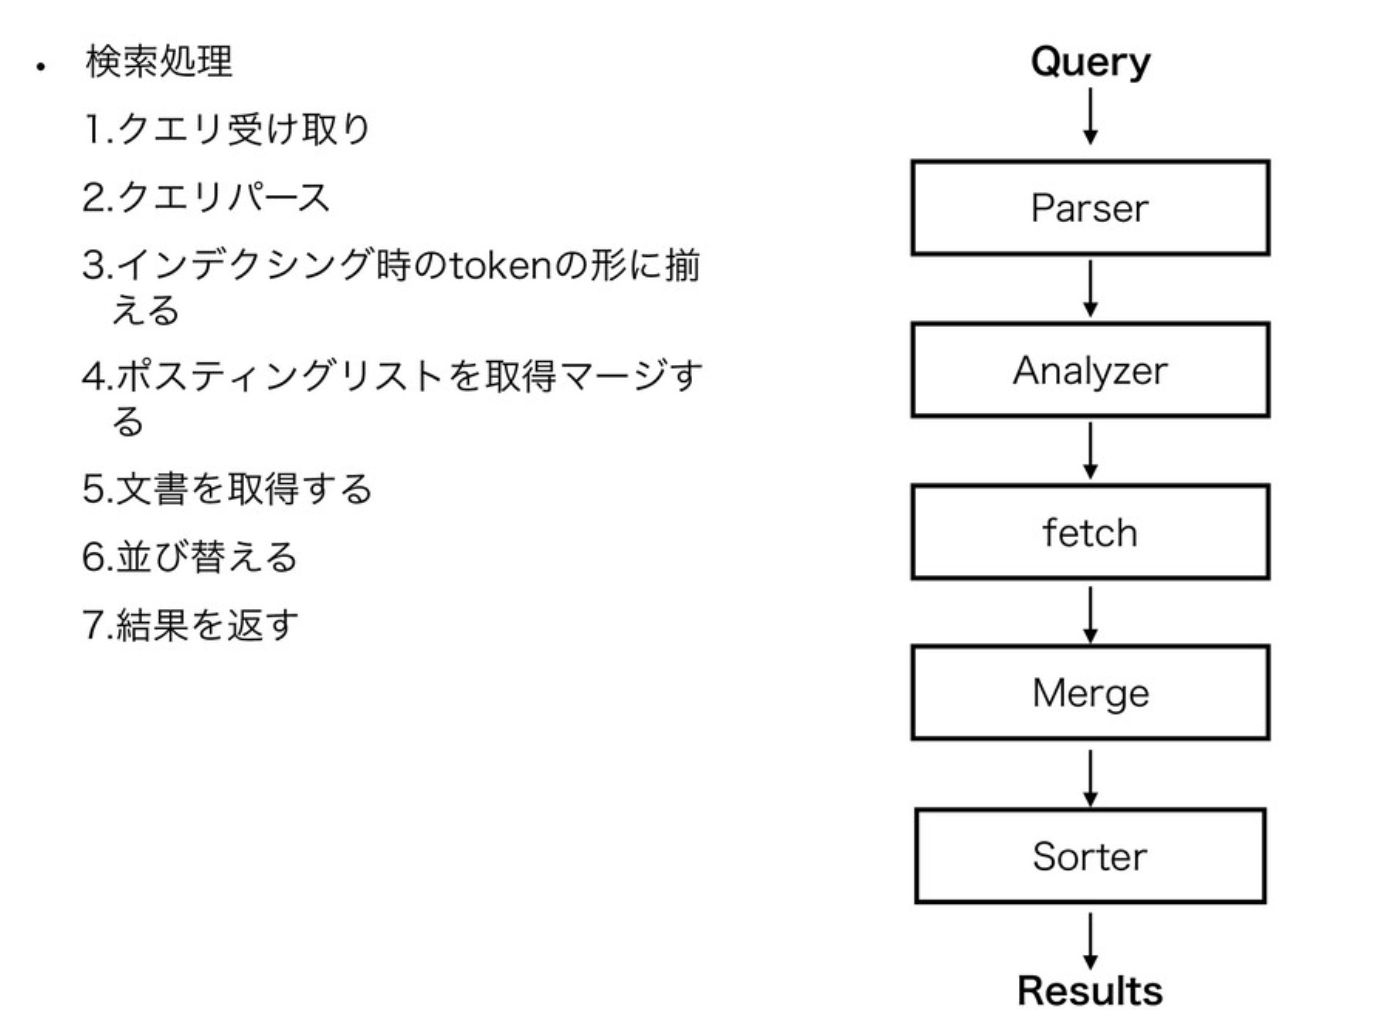 • 検索処理
1.クエリ受け取り
2.クエリパース
3.インデクシング時のtokenの形に揃
える
4.ポスティングリストを取得マージす
る
5.文書を取得する
6.並び替える
7.結果を返す
Query
Parser
Analyzer
fetch
Merge
Sorter
Results